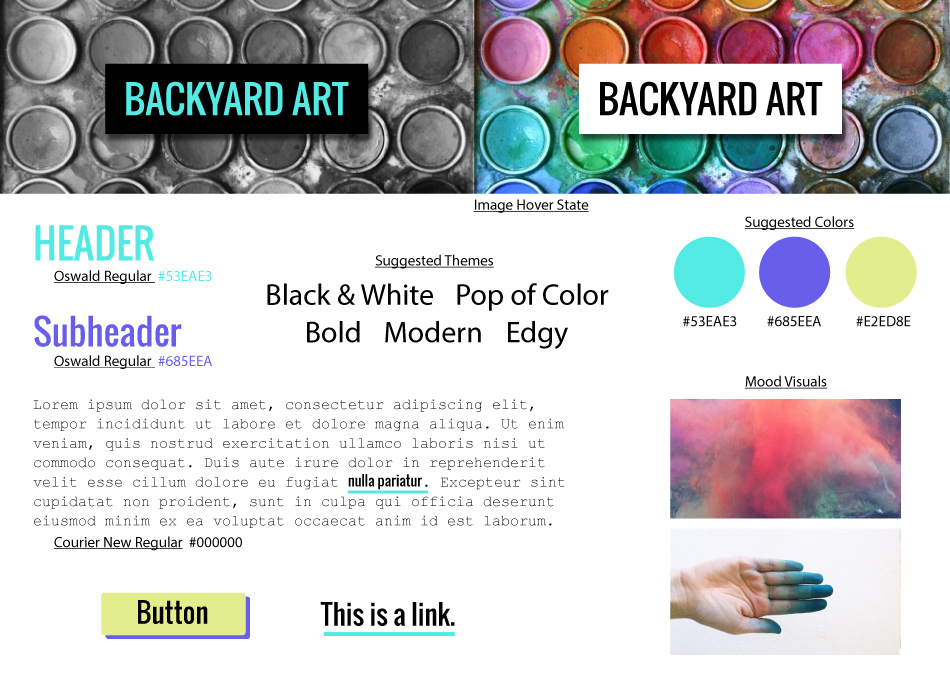 BACKYARD ART
BACKYARD ART
Image Hover State
HEADER
Oswald Regular #53EAE3
Subheader
Oswald Regular #685EEA
Suggested Themes
Black & White Pop of Color
Bold Modern Edgy
Suggested Colors
#53EAE3 #685EEA #E2ED8E
Mood Visuals
Lorem ipsum dolor sit amet, consectetur adipiscing elit,
tempor incididunt ut labore et dolore magna aliqua. Ut enim
veniam, quis nostrud exercitation ullamco laboris nisi ut
commodo consequat. Duis aute irure dolor in reprehenderit
velit esse cillum dolore eu fugiat nulla pariatur. Excepteur sint
cupidatat non proident, sunt in culpa qui officia deserunt
eiusmod minim ex ea voluptat occaecat anim id est laborum.
Courier New Regular #000000
Button
This is a link.